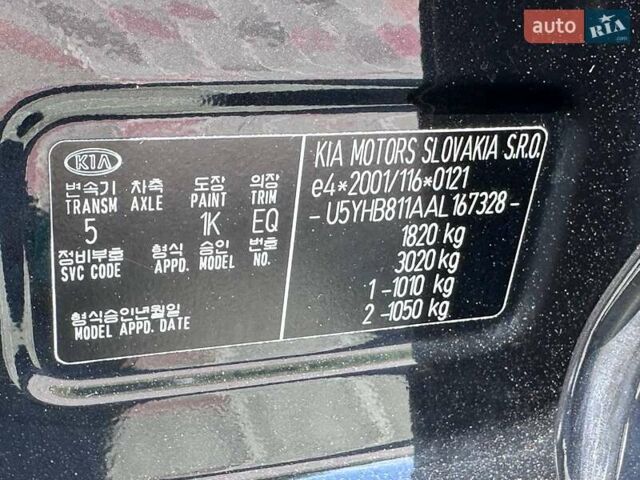 auto RIA
KIA
변속기 차축 도장 의장
TRANSM AXLE PAINT TRIM
5 1K EQ
정비부호 형식 승인 번호
SVC CODE APPD. MODEL NO.
형식승인년월일
MODEL APPD. DATE
KIA MOTORS SLOVAKIA S.R.O.
e4*2001/116*0121
- U5YHB811AAL167328 -
1820 kg
3020 kg
1 -1010 kg
2 -1050 kg